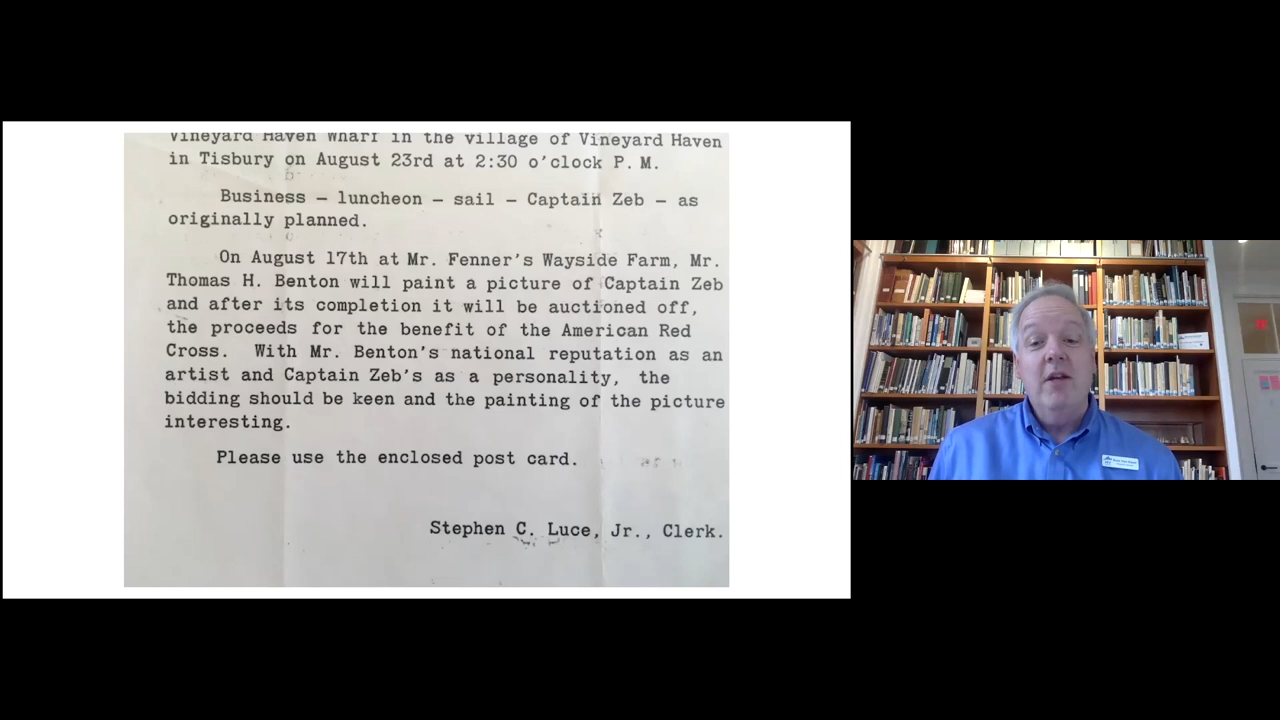 Vineyard Haven Wharf in the village of Vineyard Haven
in Tisbury on August 23rd at 2:30 o'clock P. M.
Business – luncheon – sail – Captain Zeb – as
originally planned.
On August 17th at Mr. Fenner's Wayside Farm, Mr.
Thomas H. Benton will paint a picture of Captain Zeb
and after its completion it will be auctioned off,
the proceeds for the benefit of the American Red
Cross. With Mr. Benton's national reputation as an
artist and Captain Zeb's as a personality, the
bidding should be keen and the painting of the picture
interesting.
Please use the enclosed post card.
Stephen C. Luce, Jr., Clerk.